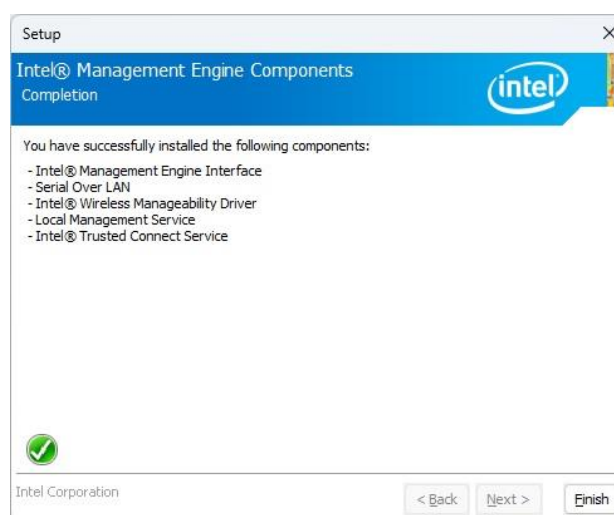 Setup
Intel® Management Engine Components
Completion
intel
You have successfully installed the following components:
- Intel® Management Engine Interface
- Serial Over LAN
- Intel® Wireless Manageability Driver
- Local Management Service
- Intel® Trusted Connect Service
Intel Corporation
< Back Next > Finish